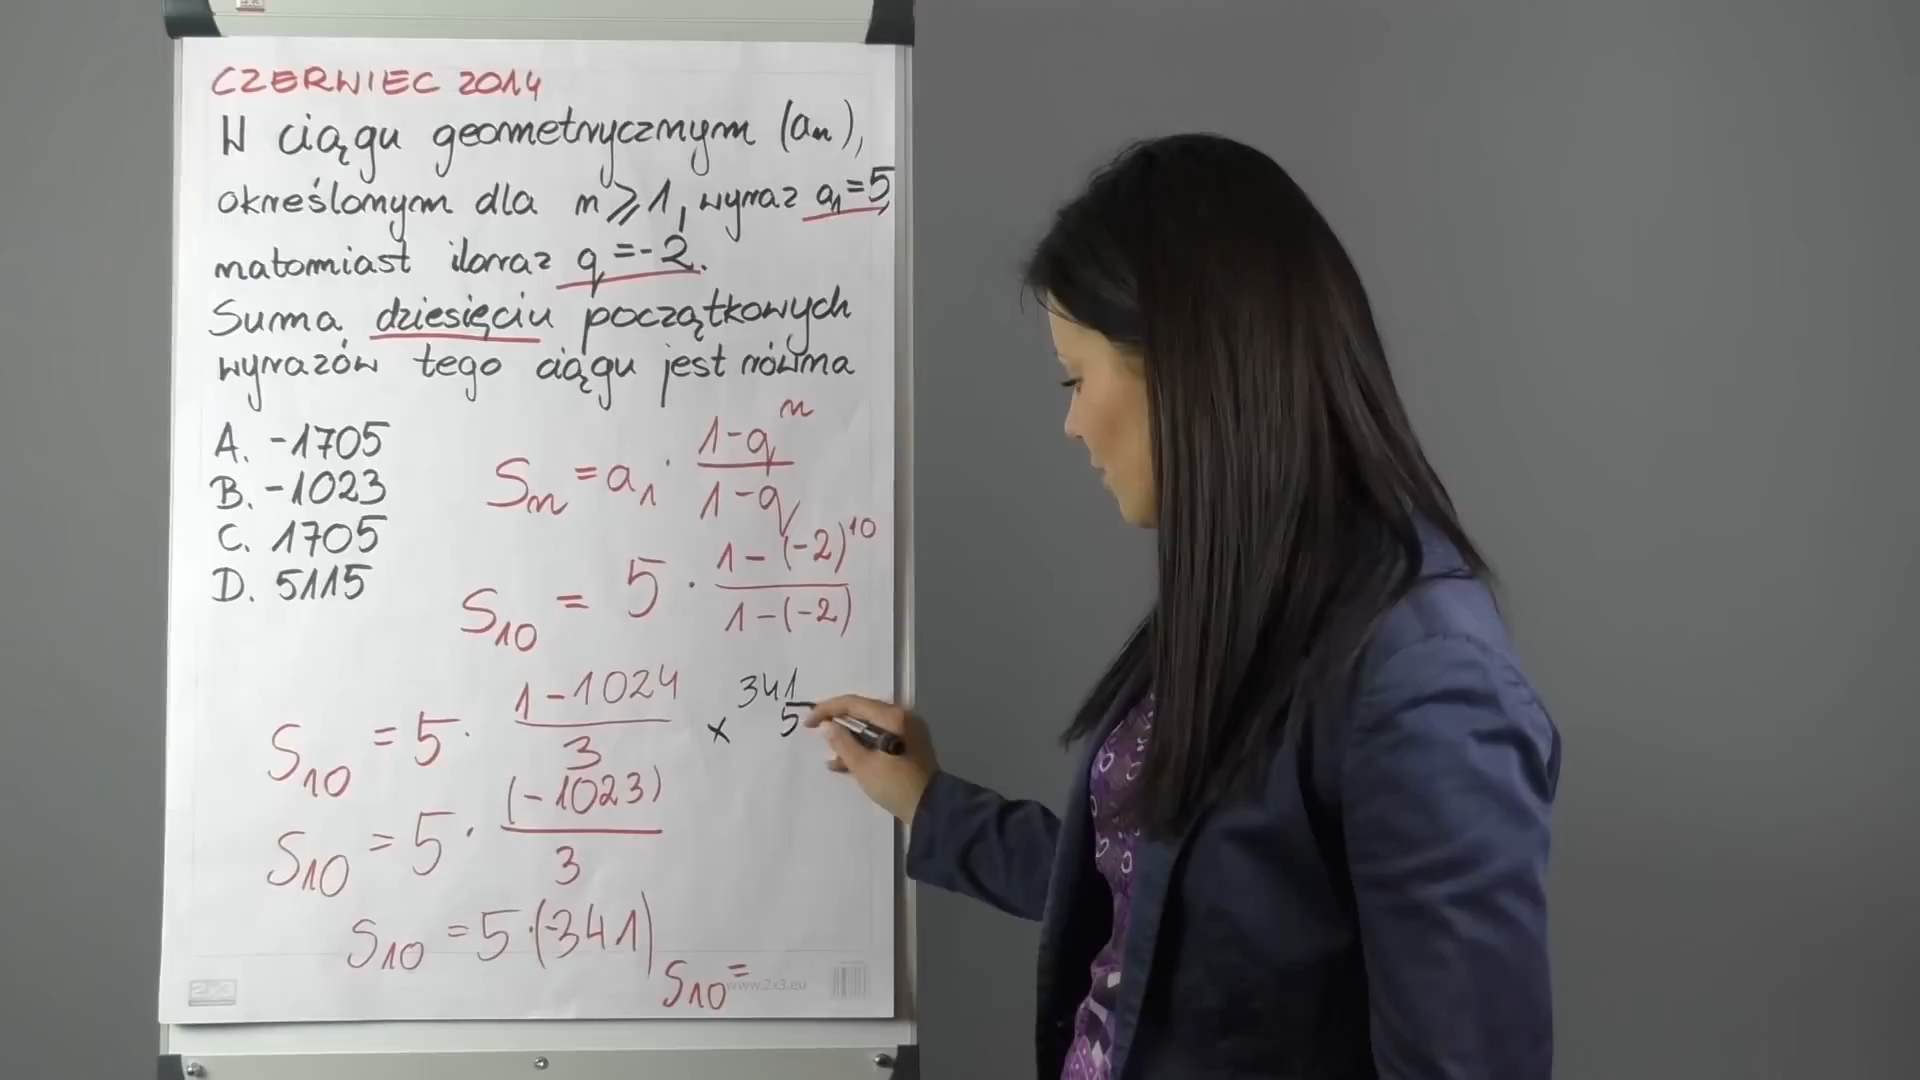 CZERWIEC 2014
W ciągu geometrycznym (an),
określonym dla n⩾1, wyraz a₁=5,
natomiast iloraz q=-2.
Suma dziesięciu początkowych
wyrazów tego ciągu jest równa
A. -1705
B. -1023
C. 1705
D. 5115
Sn = a₁ · (1-qⁿ)/(1-q)
S₁₀ = 5 · (1-(-2)¹⁰)/(1-(-2))
S₁₀ = 5 · (1-1024)/3
341
x 5
S₁₀ = 5 · (-1023)/3
S₁₀ = 5·(-341)
S₁₀ =
2x3
www.2x3.eu